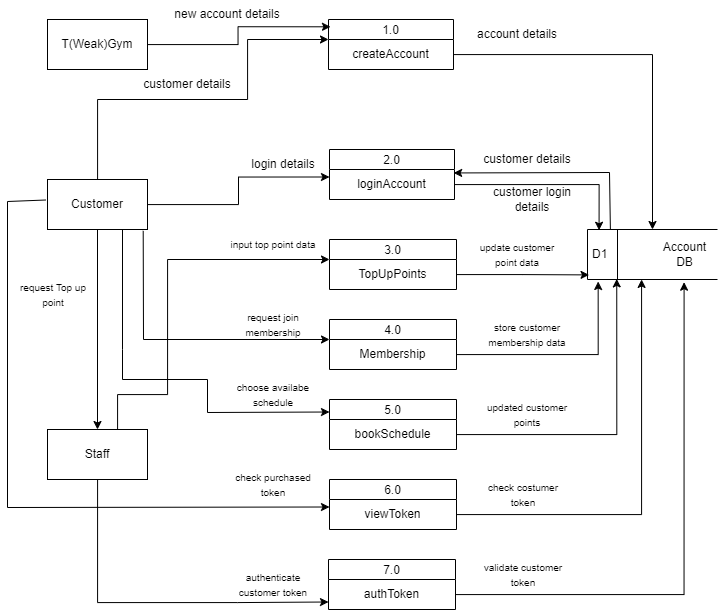 new account details
T(Weak)Gym
1.0
createAccount
account details
customer details
2.0
loginAccount
login details
customer details
customer login
details
Customer
3.0
TopUpPoints
input top point data
update customer
point data
D1
Account
DB
request Top up
point
request join
membership
4.0
Membership
store customer
membership data
choose availabe
schedule
5.0
bookSchedule
updated customer
points
Staff
check purchased
token
6.0
viewToken
check costumer
token
authenticate
customer token
7.0
authToken
validate customer
token